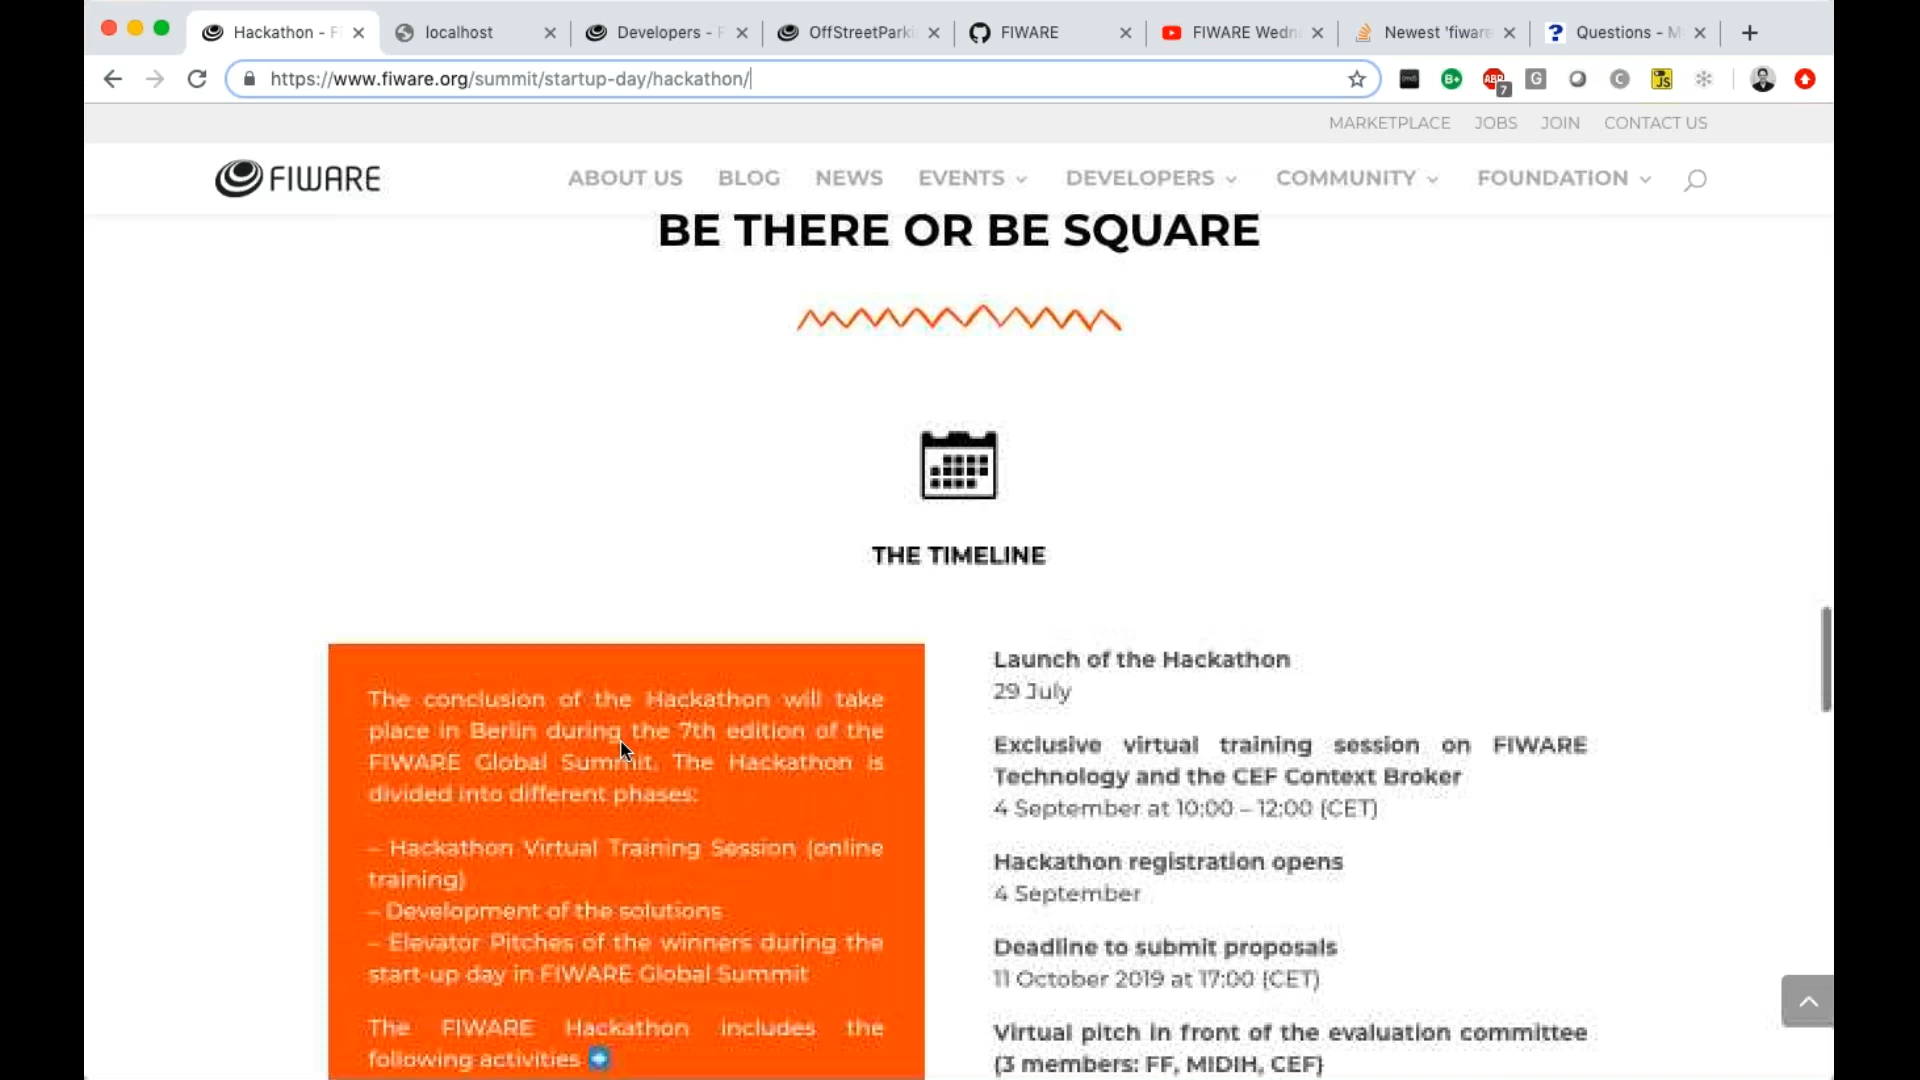 Hackathon - F
localhost
Developers - F
OffStreetParki
FIWARE
FIWARE Wedn
Newest 'fiware
Questions - M
https://www.fiware.org/summit/startup-day/hackathon/
ABP
7
B+
G
C
JS
MARKETPLACE JOBS JOIN CONTACT US
FIWARE
ABOUT US BLOG NEWS EVENTS DEVELOPERS COMMUNITY FOUNDATION
BE THERE OR BE SQUARE
THE TIMELINE
The conclusion of the Hackathon will take
place in Berlin during the 7th edition of the
FIWARE Global Summit. The Hackathon is
divided into different phases:
– Hackathon Virtual Training Session (online
training)
– Development of the solutions
– Elevator Pitches of the winners during the
start-up day in FIWARE Global Summit
The FIWARE Hackathon includes the
following activities
Launch of the Hackathon
29 July
Exclusive virtual training session on FIWARE
Technology and the CEF Context Broker
4 September at 10:00 – 12:00 (CET)
Hackathon registration opens
4 September
Deadline to submit proposals
11 October 2019 at 17:00 (CET)
Virtual pitch in front of the evaluation committee
(3 members: FF, MIDIH, CEF)